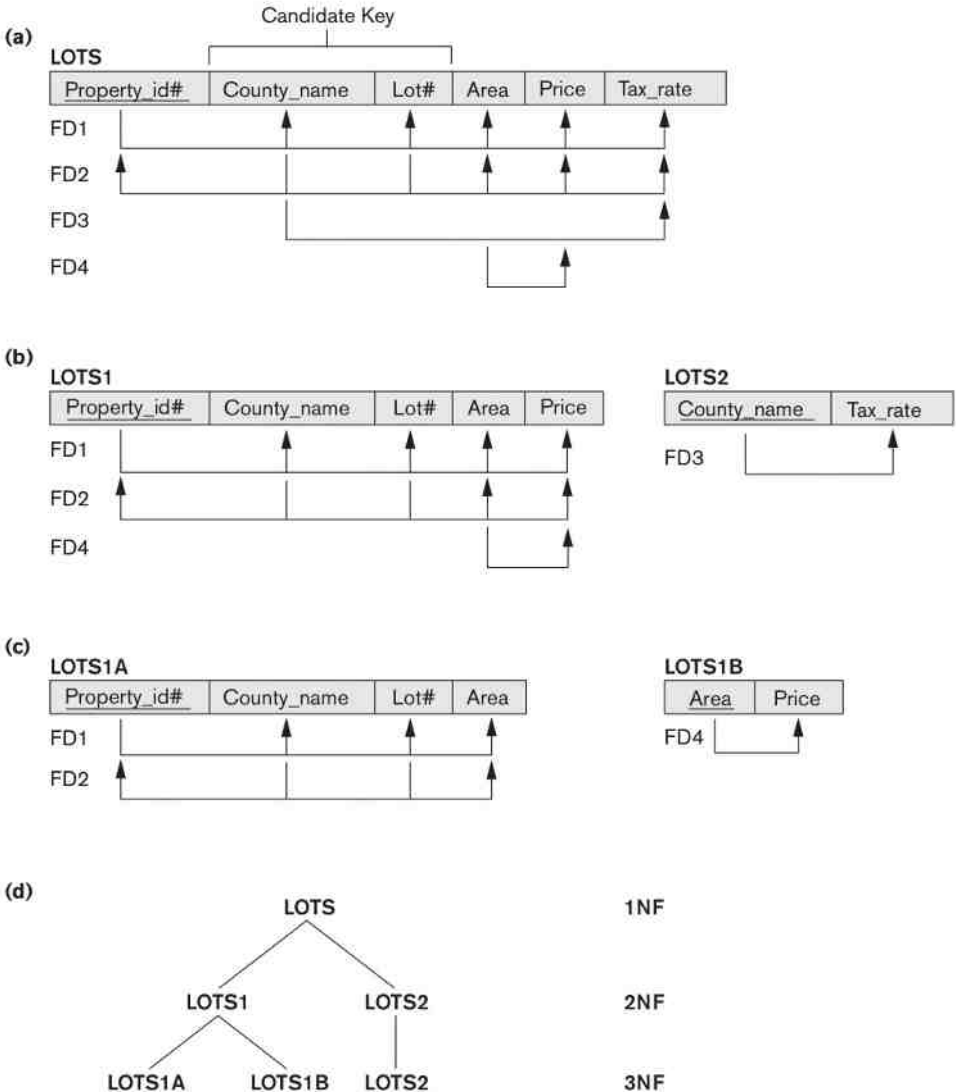 Candidate Key
(a)
LOTS
Property_id# County_name Lot# Area Price Tax_rate
FD1
FD2
FD3
FD4
(b)
LOTS1
Property_id# County_name Lot# Area Price
FD1
FD2
FD4
LOTS2
County_name Tax_rate
FD3
(c)
LOTS1A
Property_id# County_name Lot# Area
FD1
FD2
LOTS1B
Area Price
FD4
(d)
LOTS 1NF
LOTS1 LOTS2 2NF
LOTS1A LOTS1B LOTS2 3NF